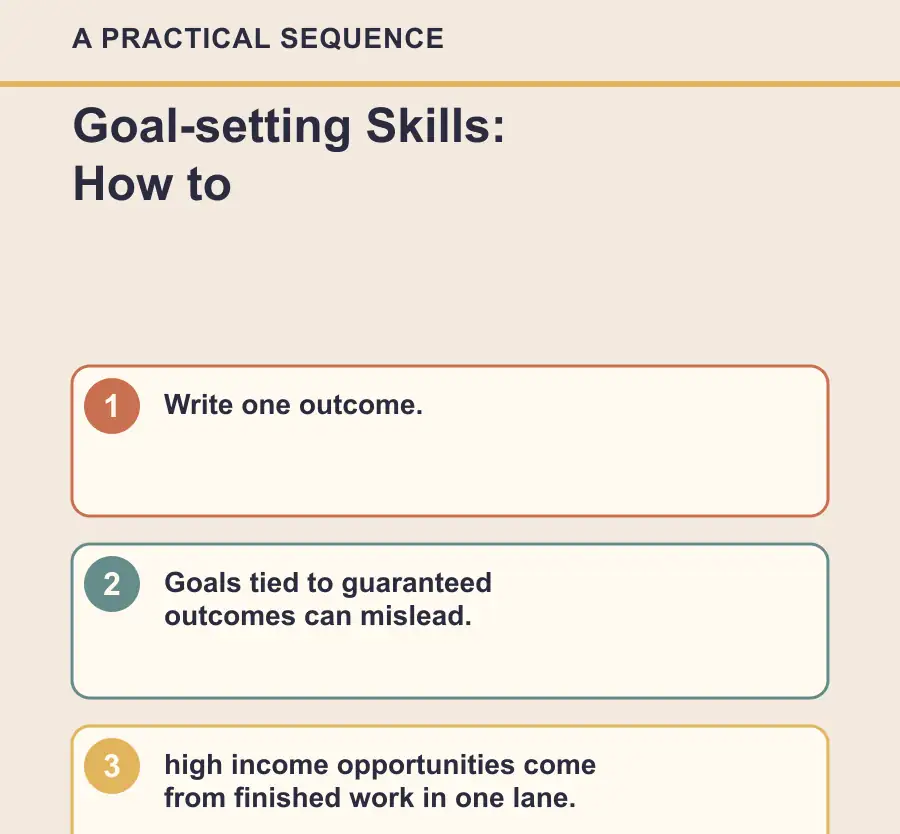 A PRACTICAL SEQUENCE
Goal-setting Skills:
How to
1
Write one outcome.
2
Goals tied to guaranteed
outcomes can mislead.
3
high income opportunities come
from finished work in one lane.